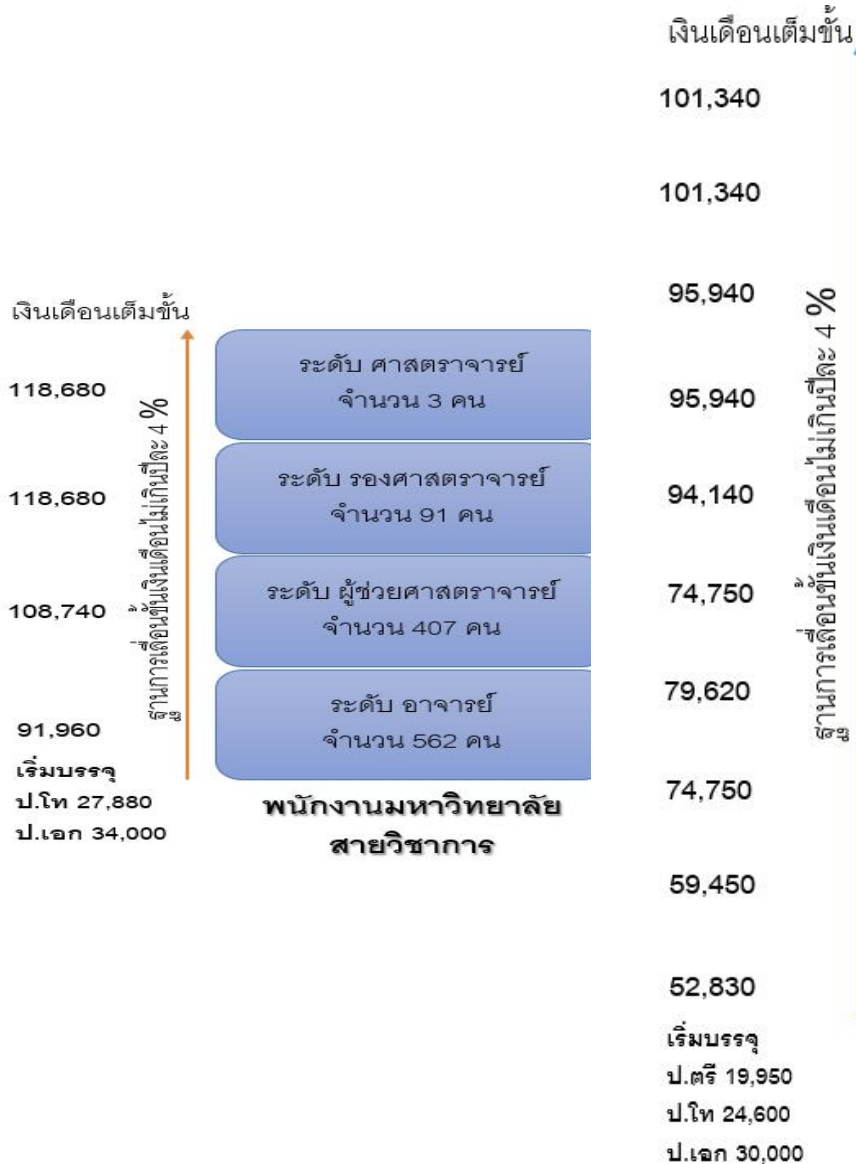 เงินเดือนเต็มขั้น
118,680
118,680
108,740
91,960
เริ่มบรรจุ
ป.โท 27,880
ป.เอก 34,000
ฐานการเลื่อนขั้นเงินเดือนไม่เกินปีละ 4 %
ระดับ ศาสตราจารย์
จำนวน 3 คน
ระดับ รองศาสตราจารย์
จำนวน 91 คน
ระดับ ผู้ช่วยศาสตราจารย์
จำนวน 407 คน
ระดับ อาจารย์
จำนวน 562 คน
พนักงานมหาวิทยาลัย
สายวิชาการ
เงินเดือนเต็มขั้น
101,340
101,340
95,940
95,940
94,140
74,750
79,620
74,750
59,450
52,830
เริ่มบรรจุ
ป.ตรี 19,950
ป.โท 24,600
ป.เอก 30,000
ฐานการเลื่อนขั้นเงินเดือนไม่เกินปีละ 4 %